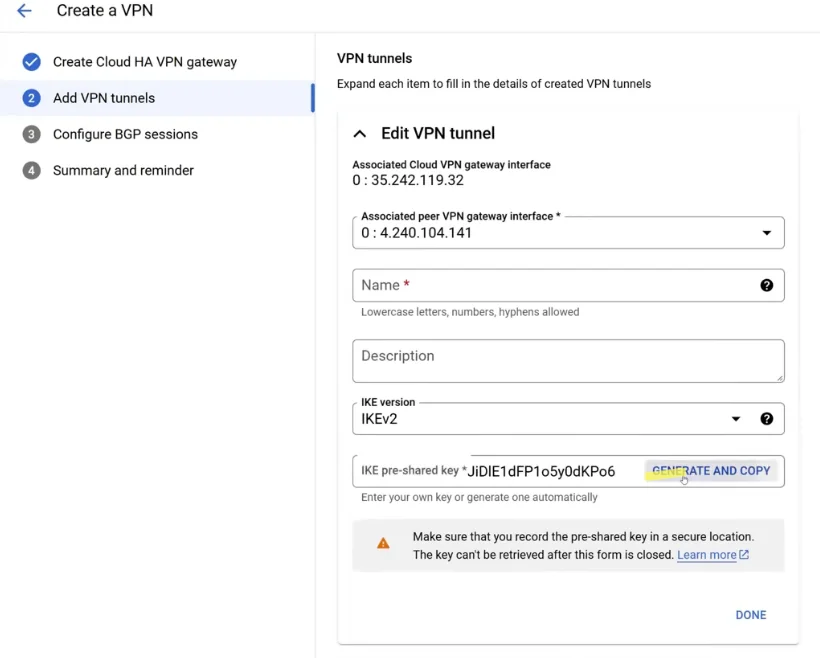 Create a VPN
Create Cloud HA VPN gateway
2 Add VPN tunnels
3 Configure BGP sessions
4 Summary and reminder
VPN tunnels
Expand each item to fill in the details of created VPN tunnels
Edit VPN tunnel
Associated Cloud VPN gateway interface
0 : 35.242.119.32
Associated peer VPN gateway interface *
0 : 4.240.104.141
Name *
Lowercase letters, numbers, hyphens allowed
Description
IKE version
IKEv2
IKE pre-shared key * JiDlE1dFP1o5y0dKPo6 GENERATE AND COPY
Enter your own key or generate one automatically
Make sure that you record the pre-shared key in a secure location.
The key can't be retrieved after this form is closed. Learn more
DONE